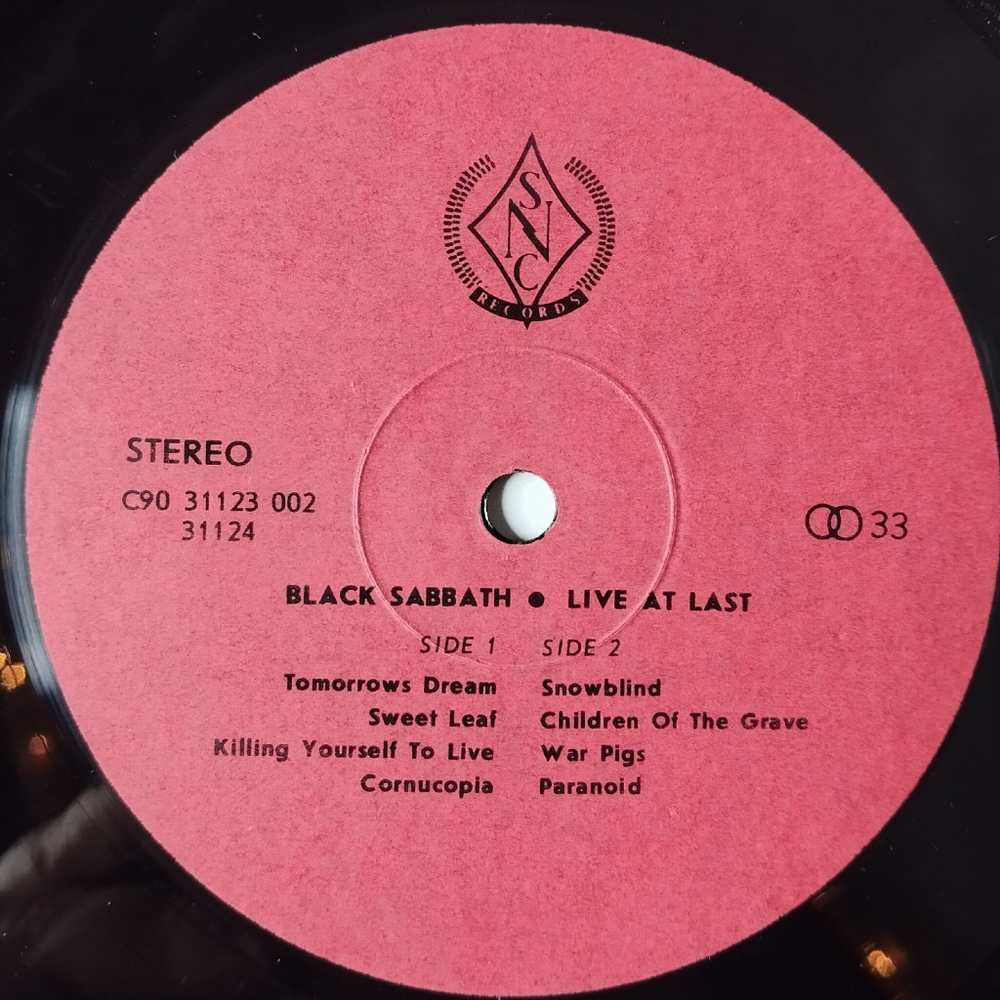 S
N
C
RECORDS
STEREO
C90 31123 002
31124
33
BLACK SABBATH ● LIVE AT LAST
SIDE 1 SIDE 2
Tomorrows Dream Snowblind
Sweet Leaf Children Of The Grave
Killing Yourself To Live War Pigs
Cornucopia Paranoid